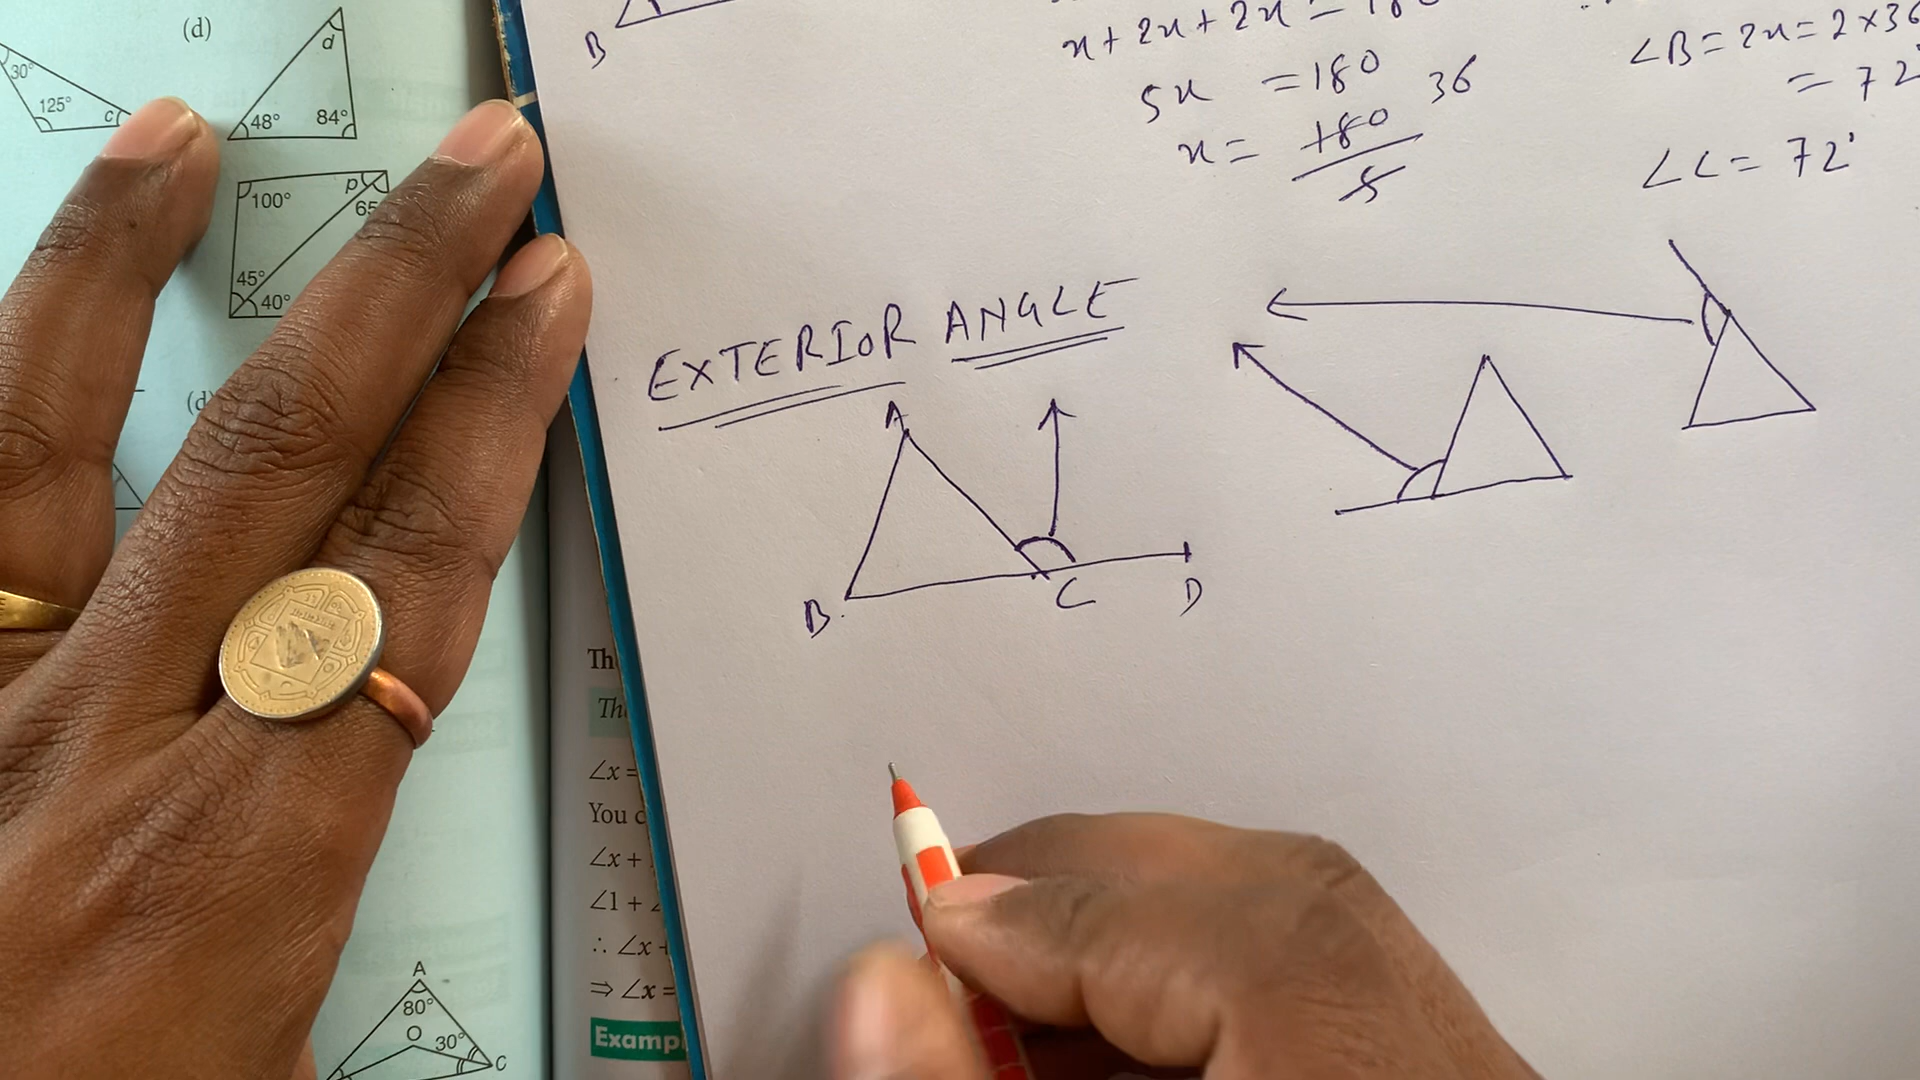 (d)
d
30°
125°
c
48°
84°
100°
p
65
45°
40°
(d)
Th
Th
∠x =
You c
∠x +
∠1 +
∴ ∠x +
⇒ ∠x =
Exampl
A
80°
O
30°
C
B
x + 2x + 2x = 180
5x = 180
x = 180 36
5
∠B = 2x = 2 × 36
= 72
∠C = 72°
EXTERIOR ANGLE
A
B
C
D